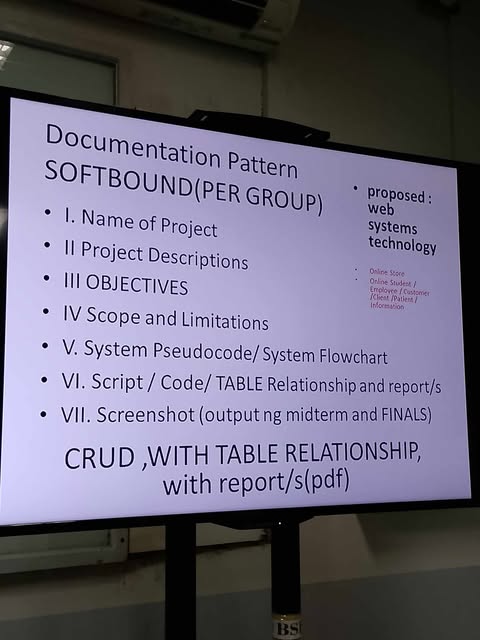 Documentation Pattern
SOFTBOUND(PER GROUP)
• I. Name of Project
• II Project Descriptions
• III OBJECTIVES
• IV Scope and Limitations
• V. System Pseudocode/ System Flowchart
• VI. Script / Code/ TABLE Relationship and report/s
• VII. Screenshot (output ng midterm and FINALS)
CRUD ,WITH TABLE RELATIONSHIP,
with report/s(pdf)
• proposed :
web
systems
technology
• Online Store
• Online Student /
Employee / Customer
/Client /Patient /
Information